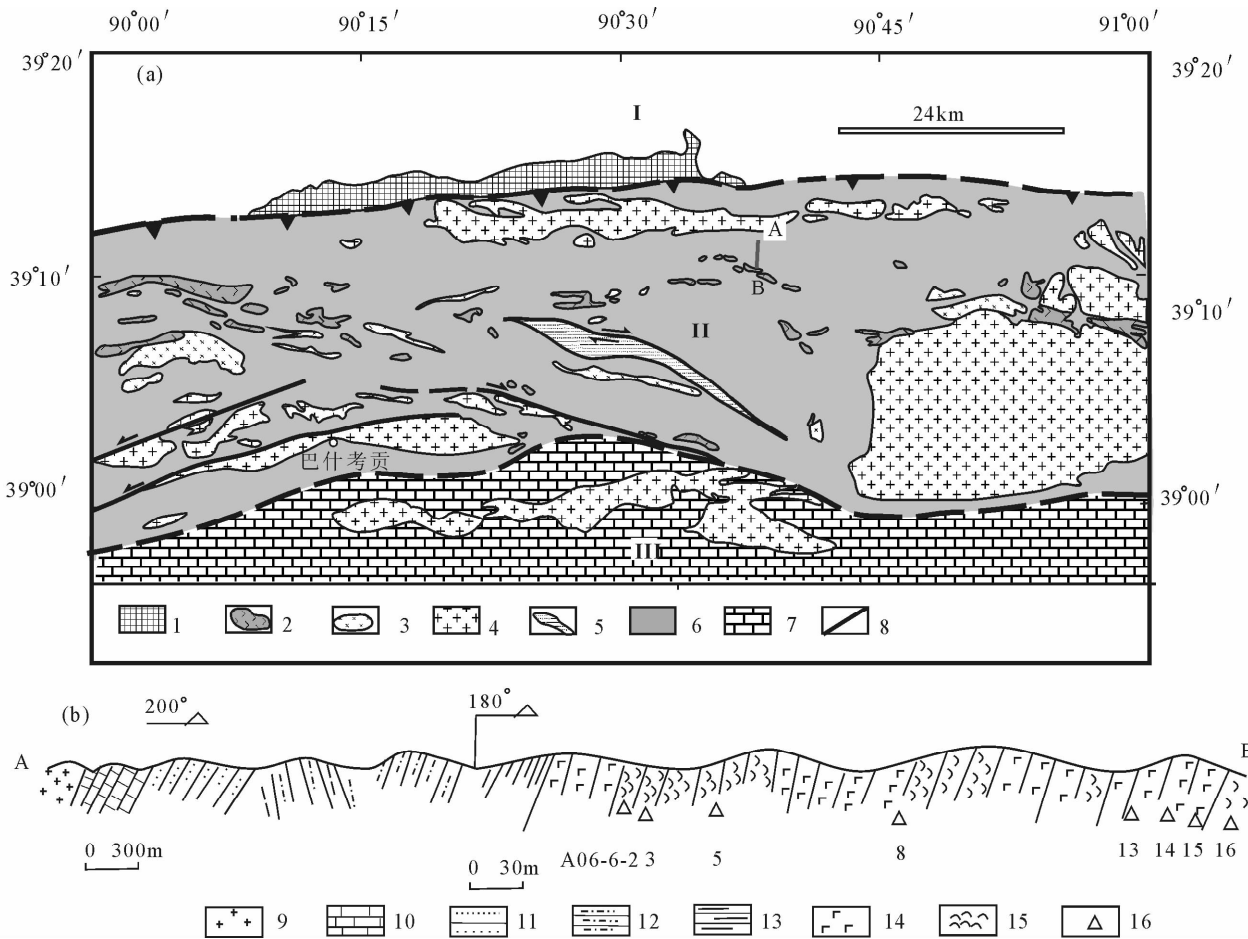 90°00′ 90°15′ 90°30′ 90°45′ 91°00′
39°20′ 39°20′
(a)
I
24km
A
B
39°10′ 39°10′
II
巴什考贡
39°00′ 39°00′
III
1 2 3 4 5 6 7 8
(b) 200° 180°
A B
0 300m 0 30m A06-6-2 3 5 8 13 14 15 16
9 10 11 12 13 14 15 16